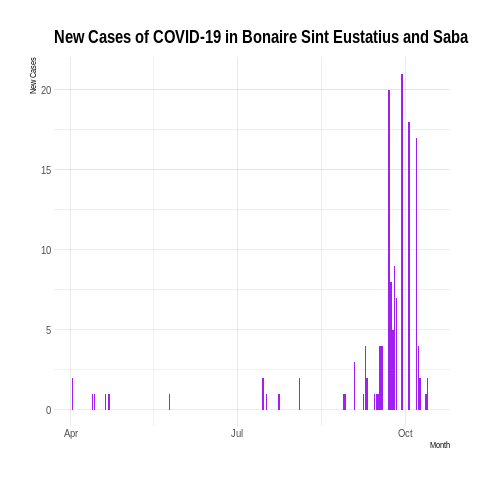 New Cases of COVID-19 in Bonaire Sint Eustatius and Saba
New Cases
20
15
10
5
0
Apr
Jul
Oct
Month